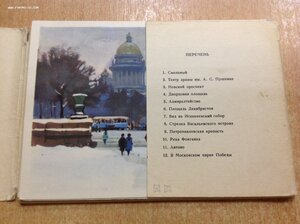 ПЕРЕЧЕНЬ
1. Смольный
2. Театр драмы им. А. С. Пушкина
3. Невский проспект
4. Дворцовая площадь
5. Адмиралтейство
6. Площадь Декабристов
7. Вид на Исаакиевский собор
8. Стрелка Васильевского острова
9. Петропавловская крепость
10. Река Фонтанка
11. Автово
12. В Московском парке Победы